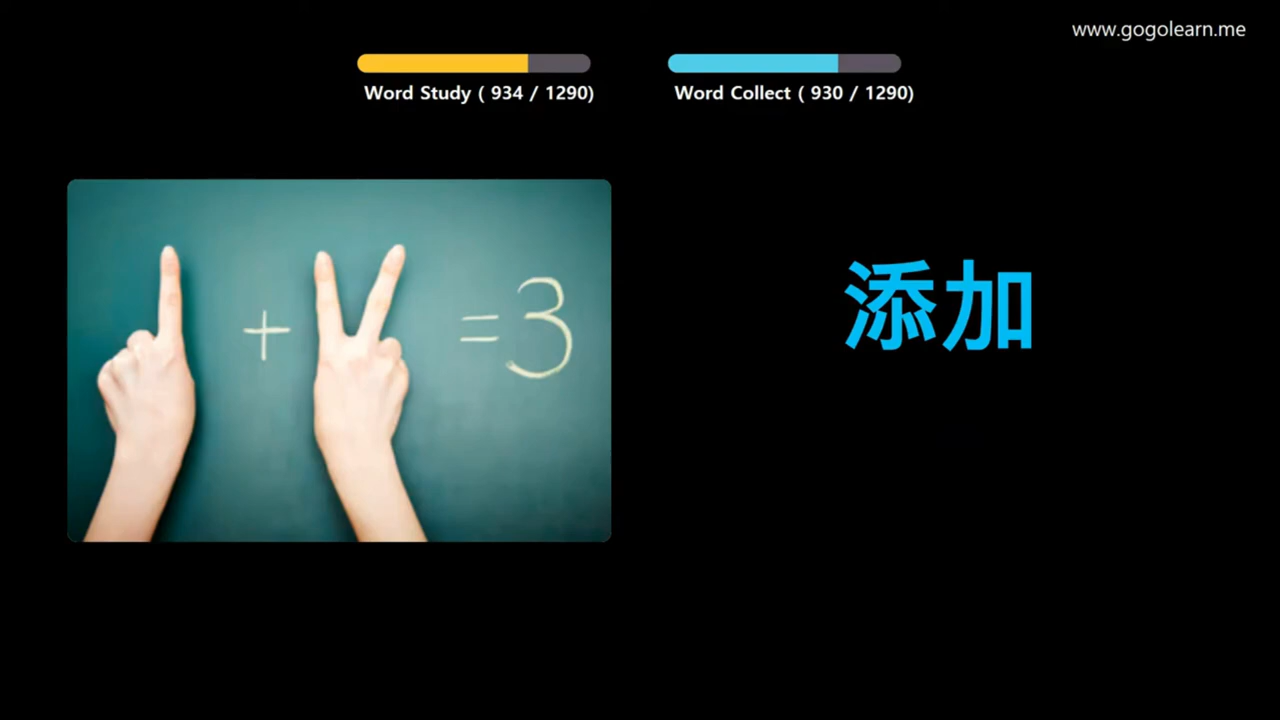 www.gogolearn.me
Word Study ( 934 / 1290)
Word Collect ( 930 / 1290)
+ =3
添加